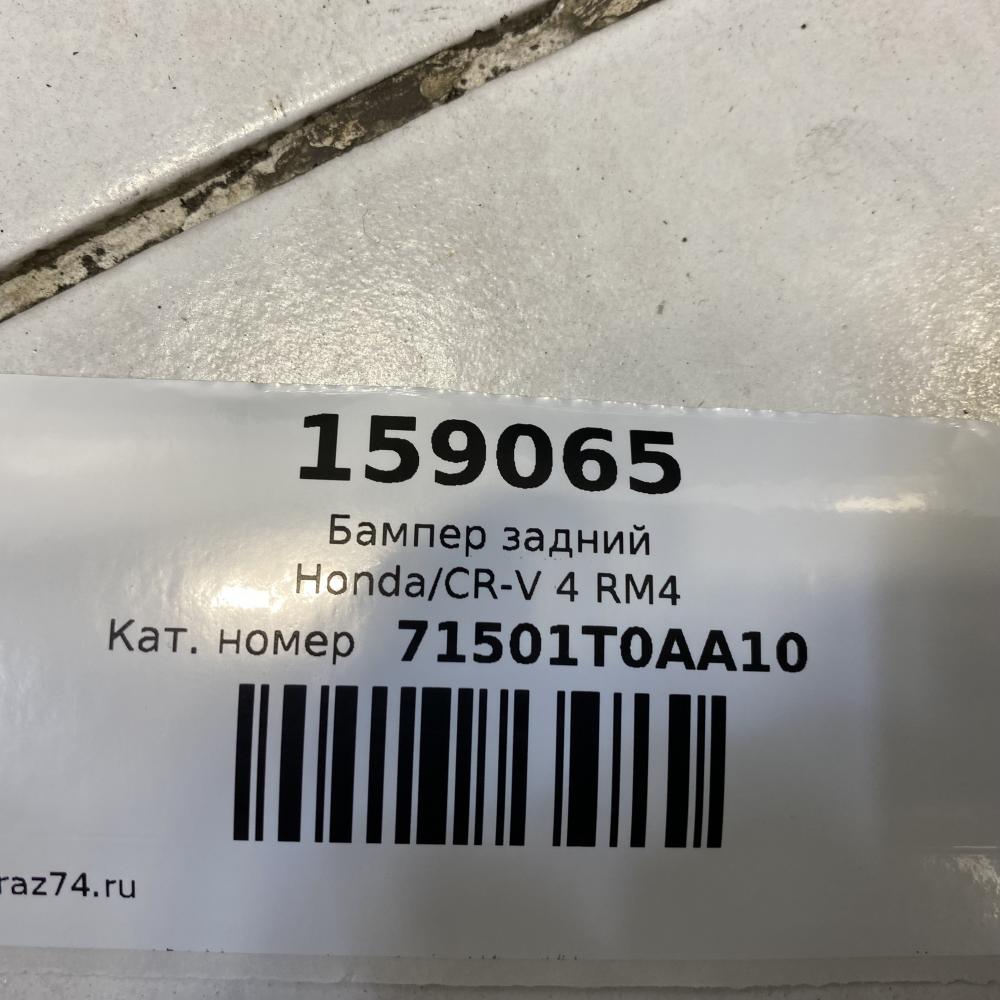 159065
Бампер задний
Honda/CR-V 4 RM4
Кат. номер 71501T0AA10
raz74.ru